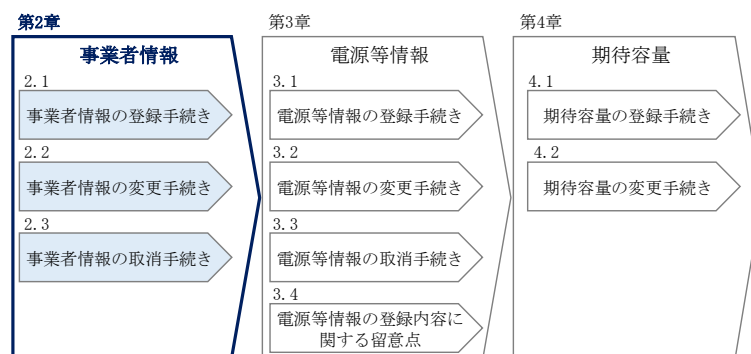 第2章
事業者情報
2.1
事業者情報の登録手続き
2.2
事業者情報の変更手続き
2.3
事業者情報の取消手続き
第3章
電源等情報
3.1
電源等情報の登録手続き
3.2
電源等情報の変更手続き
3.3
電源等情報の取消手続き
3.4
電源等情報の登録内容に
関する留意点
第4章
期待容量
4.1
期待容量の登録手続き
4.2
期待容量の変更手続き